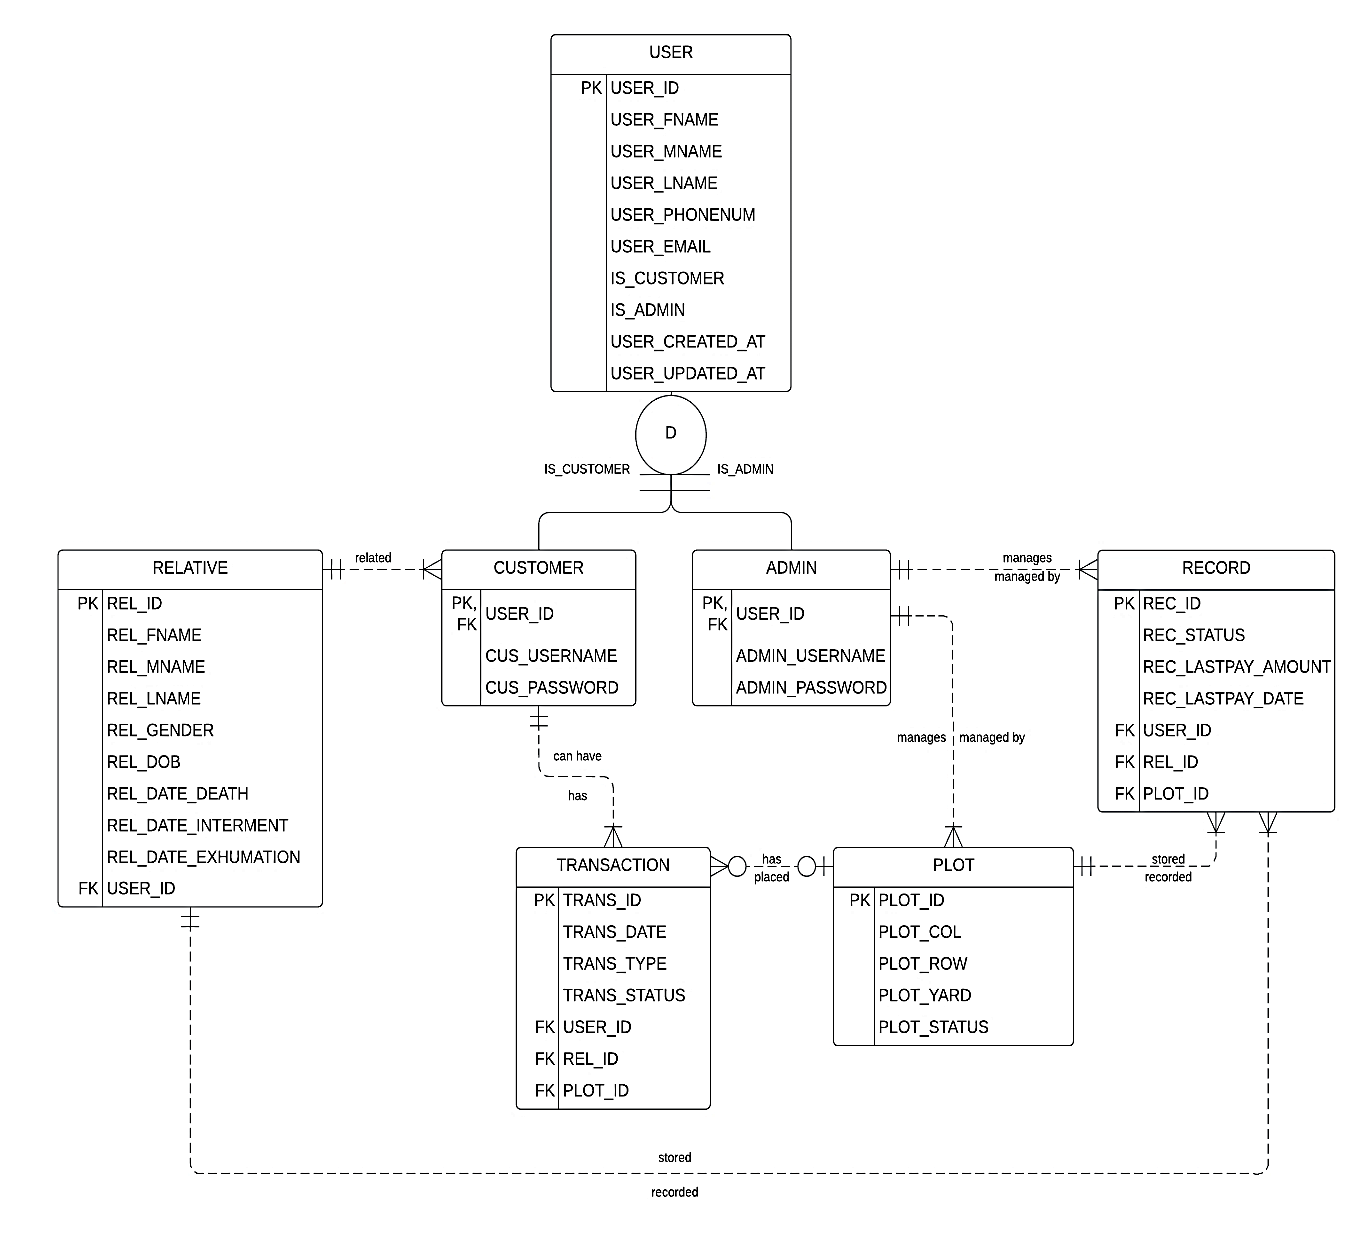 USER
PK USER_ID
USER_FNAME
USER_MNAME
USER_LNAME
USER_PHONENUM
USER_EMAIL
IS_CUSTOMER
IS_ADMIN
USER_CREATED_AT
USER_UPDATED_AT
D
IS_CUSTOMER
IS_ADMIN
RELATIVE
PK REL_ID
REL_FNAME
REL_MNAME
REL_LNAME
REL_GENDER
REL_DOB
REL_DATE_DEATH
REL_DATE_INTERMENT
REL_DATE_EXHUMATION
FK USER_ID
related
CUSTOMER
PK, FK USER_ID
CUS_USERNAME
CUS_PASSWORD
ADMIN
PK, FK USER_ID
ADMIN_USERNAME
ADMIN_PASSWORD
manages
managed by
RECORD
PK REC_ID
REC_STATUS
REC_LASTPAY_AMOUNT
REC_LASTPAY_DATE
FK USER_ID
FK REL_ID
FK PLOT_ID
can have
has
manages
managed by
TRANSACTION
PK TRANS_ID
TRANS_DATE
TRANS_TYPE
TRANS_STATUS
FK USER_ID
FK REL_ID
FK PLOT_ID
has
placed
PLOT
PK PLOT_ID
PLOT_COL
PLOT_ROW
PLOT_YARD
PLOT_STATUS
stored
recorded
stored
recorded